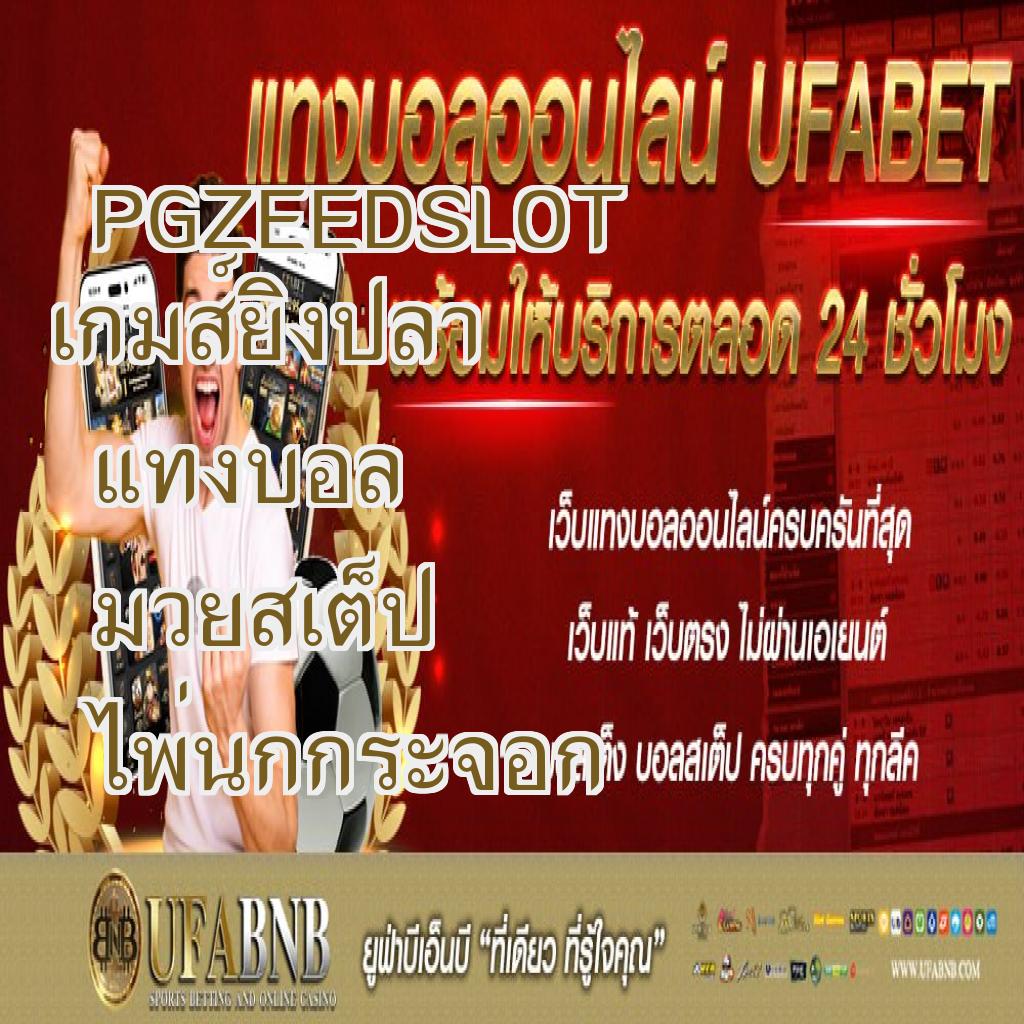 แทงบอลออนไลน์ UFABET
PGZEEDSLOT
เกมส์ยิงปลา
พร้อมให้บริการตลอด 24 ชั่วโมง
แทงบอล
เว็บแทงบอลออนไลน์ครบครันที่สุด
มวยสเต็ป
เว็บแท้ เว็บตรง ไม่ผ่านเอเยนต์
ไพ่นกกระจอก
บอลสเต็ป ครบทุกคู่ ทุกลีค
UFABNB
SPORTS BETTING AND ONLINE CASINO
ยูฟ่าบีเอ็นบี “ที่เดียว ที่รู้ใจคุณ”
WWW.UFABNB.COM